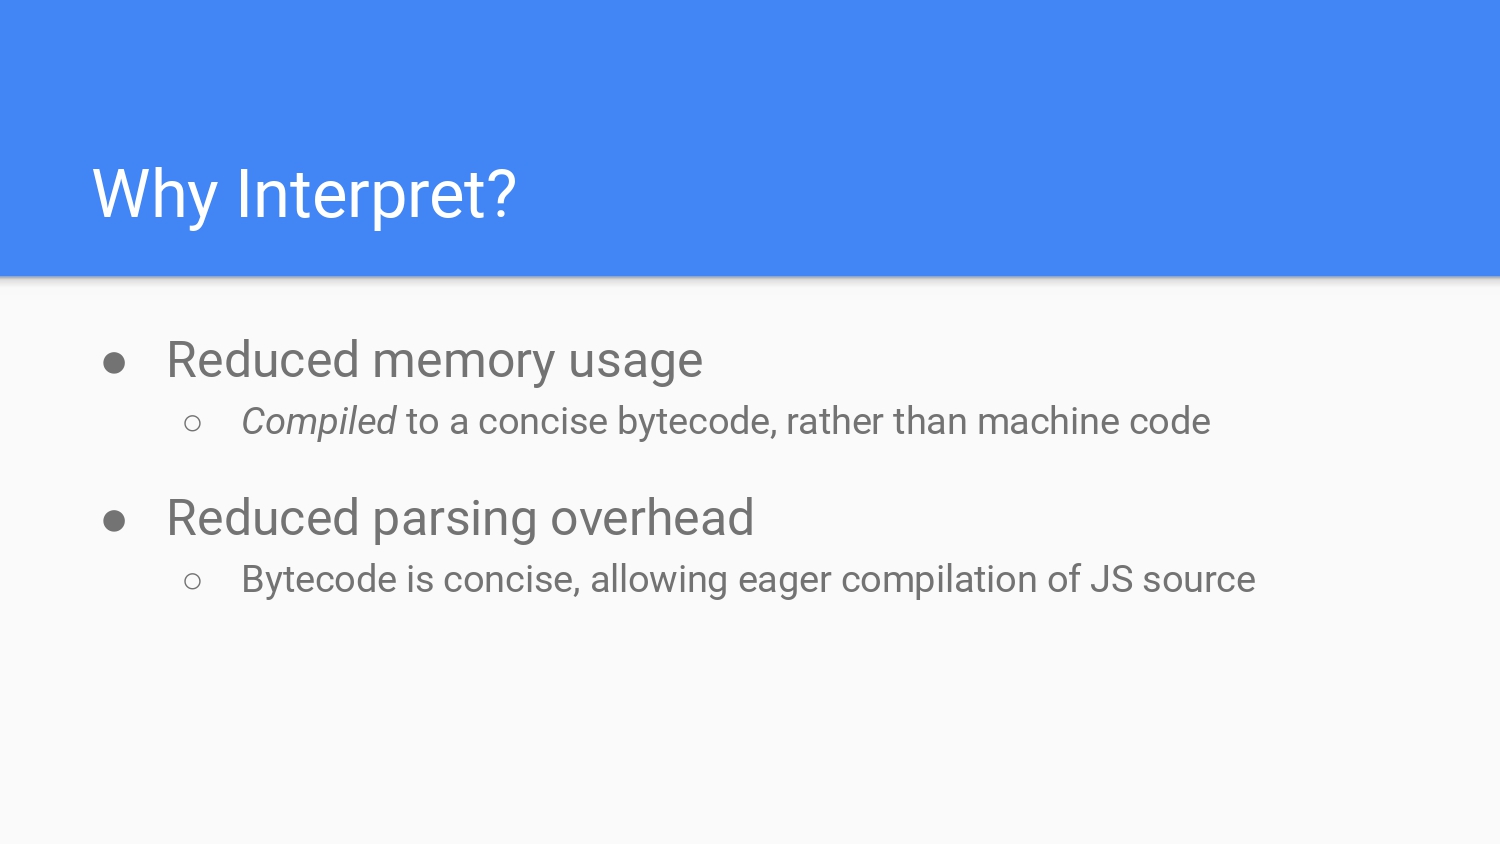 Why Interpret?
● Reduced memory usage
○ Compiled to a concise bytecode, rather than machine code
● Reduced parsing overhead
○ Bytecode is concise, allowing eager compilation of JS source